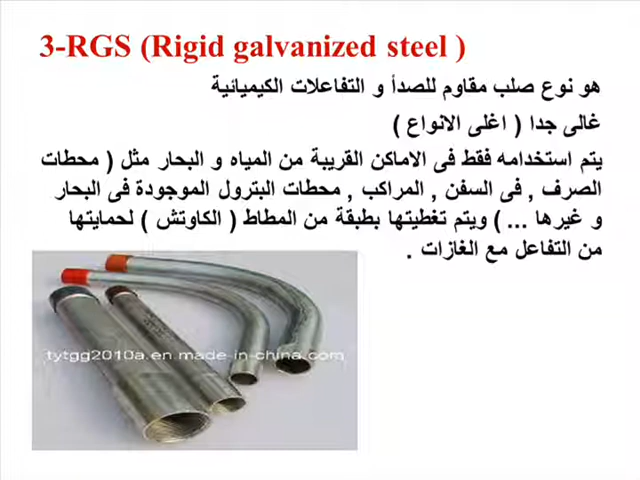 3-RGS (Rigid galvanized steel )
هو نوع صلب مقاوم للصدأ و التفاعلات الكيميائية
غالى جدا ( اغلى الانواع )
يتم استخدامه فقط فى الاماكن القريبة من المياه و البحار مثل ( محطات
الصرف , فى السفن , المراكب , محطات البترول الموجودة فى البحار
و غيرها ... ) ويتم تغطيتها بطبقة من المطاط ( الكاوتش ) لحمايتها
من التفاعل مع الغازات .
tytgg2010a.en.made-in-china.com